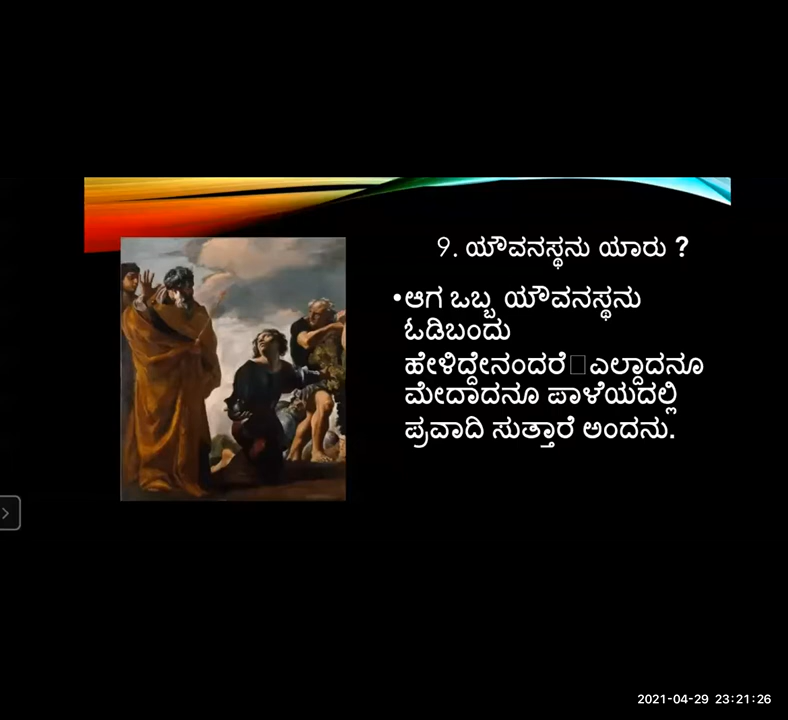 9. ಯೌವನಸ್ಥನು ಯಾರು ?
•ಆಗ ಒಬ್ಬ ಯೌವನಸ್ಥನು
ಓಡಿಬಂದು
ಹೇಳಿದ್ದೇನಂದರೆ□ಎಲ್ದಾದನೂ
ಮೇದಾದನೂ ಪಾಳೆಯದಲ್ಲಿ
ಪ್ರವಾದಿ ಸುತ್ತಾರೆ ಅಂದನು.
2021-04-29 23:21:26